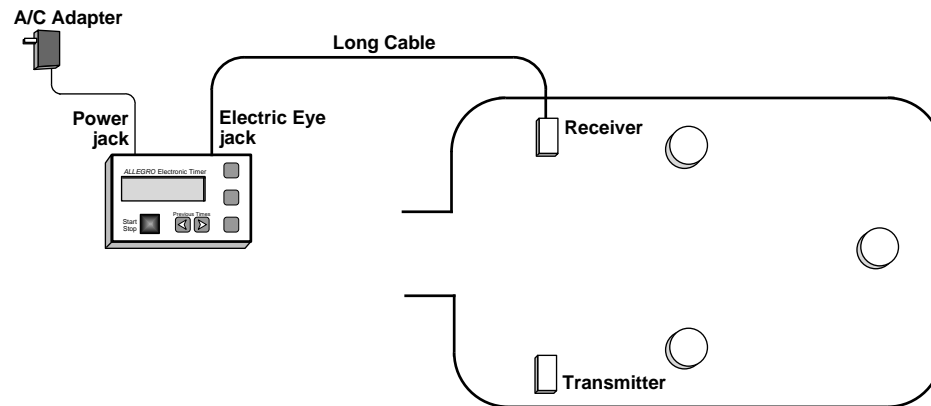 A/C Adapter
Long Cable
Power
jack
Electric Eye
jack
Receiver
ALLEGRO Electronic Timer
Previous Times
Start
Stop
Transmitter